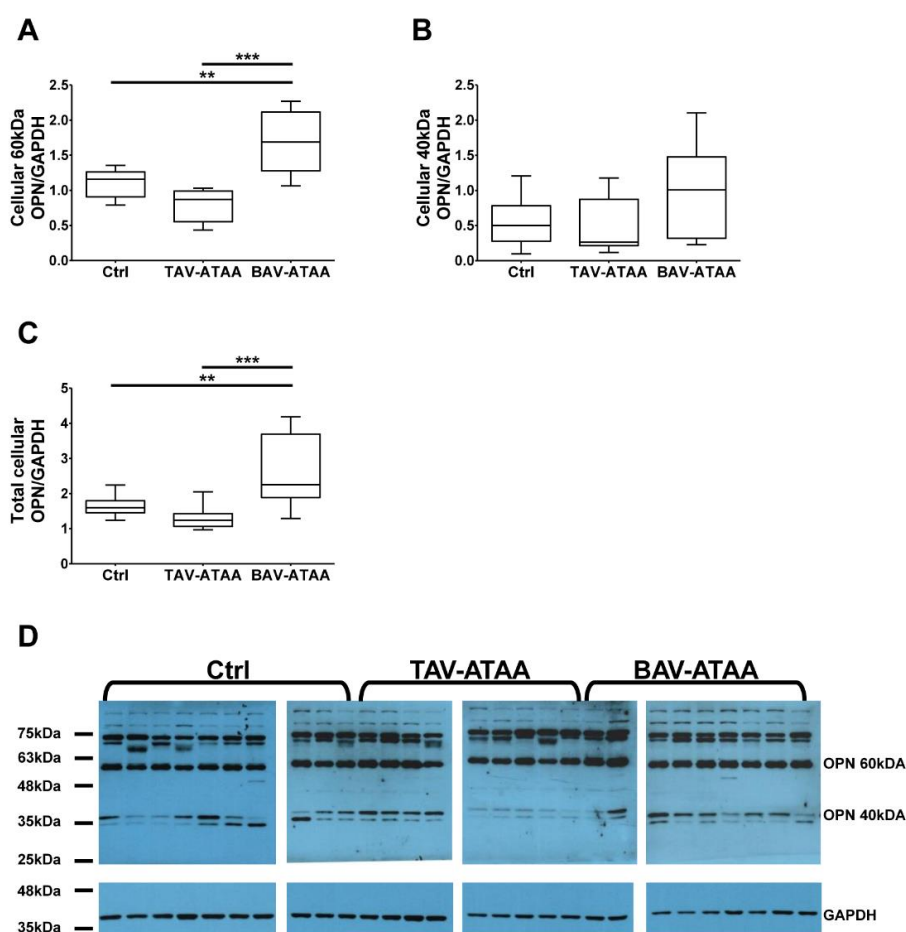 A
***
**
Cellular 60kDa
OPN/GAPDH
2.5
2.0
1.5
1.0
0.5
0.0
Ctrl TAV-ATAA BAV-ATAA
B
Cellular 40kDa
OPN/GAPDH
2.5
2.0
1.5
1.0
0.5
0.0
Ctrl TAV-ATAA BAV-ATAA
C
***
**
Total cellular
OPN/GAPDH
5
4
3
2
1
0
Ctrl TAV-ATAA BAV-ATAA
D
Ctrl TAV-ATAA BAV-ATAA
75kDa
63kDa
48kDa
35kDa
25kDa
OPN 60kDA
OPN 40kDA
48kDa
35kDa
GAPDH